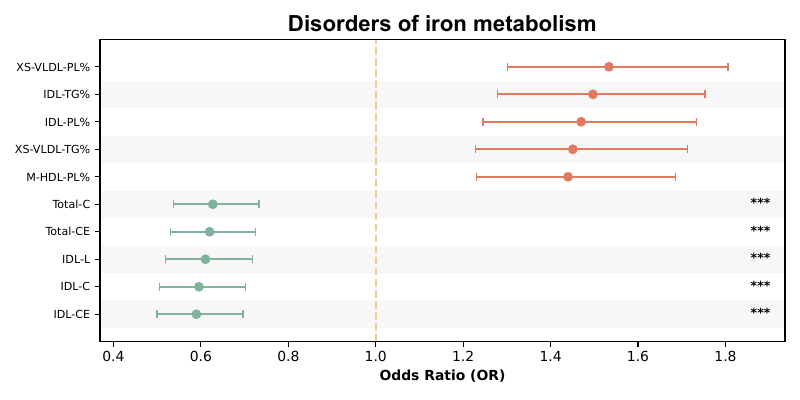 Disorders of iron metabolism
XS-VLDL-PL%
IDL-TG%
IDL-PL%
XS-VLDL-TG%
M-HDL-PL%
Total-C ***
Total-CE ***
IDL-L ***
IDL-C ***
IDL-CE ***
0.4 0.6 0.8 1.0 1.2 1.4 1.6 1.8
Odds Ratio (OR)